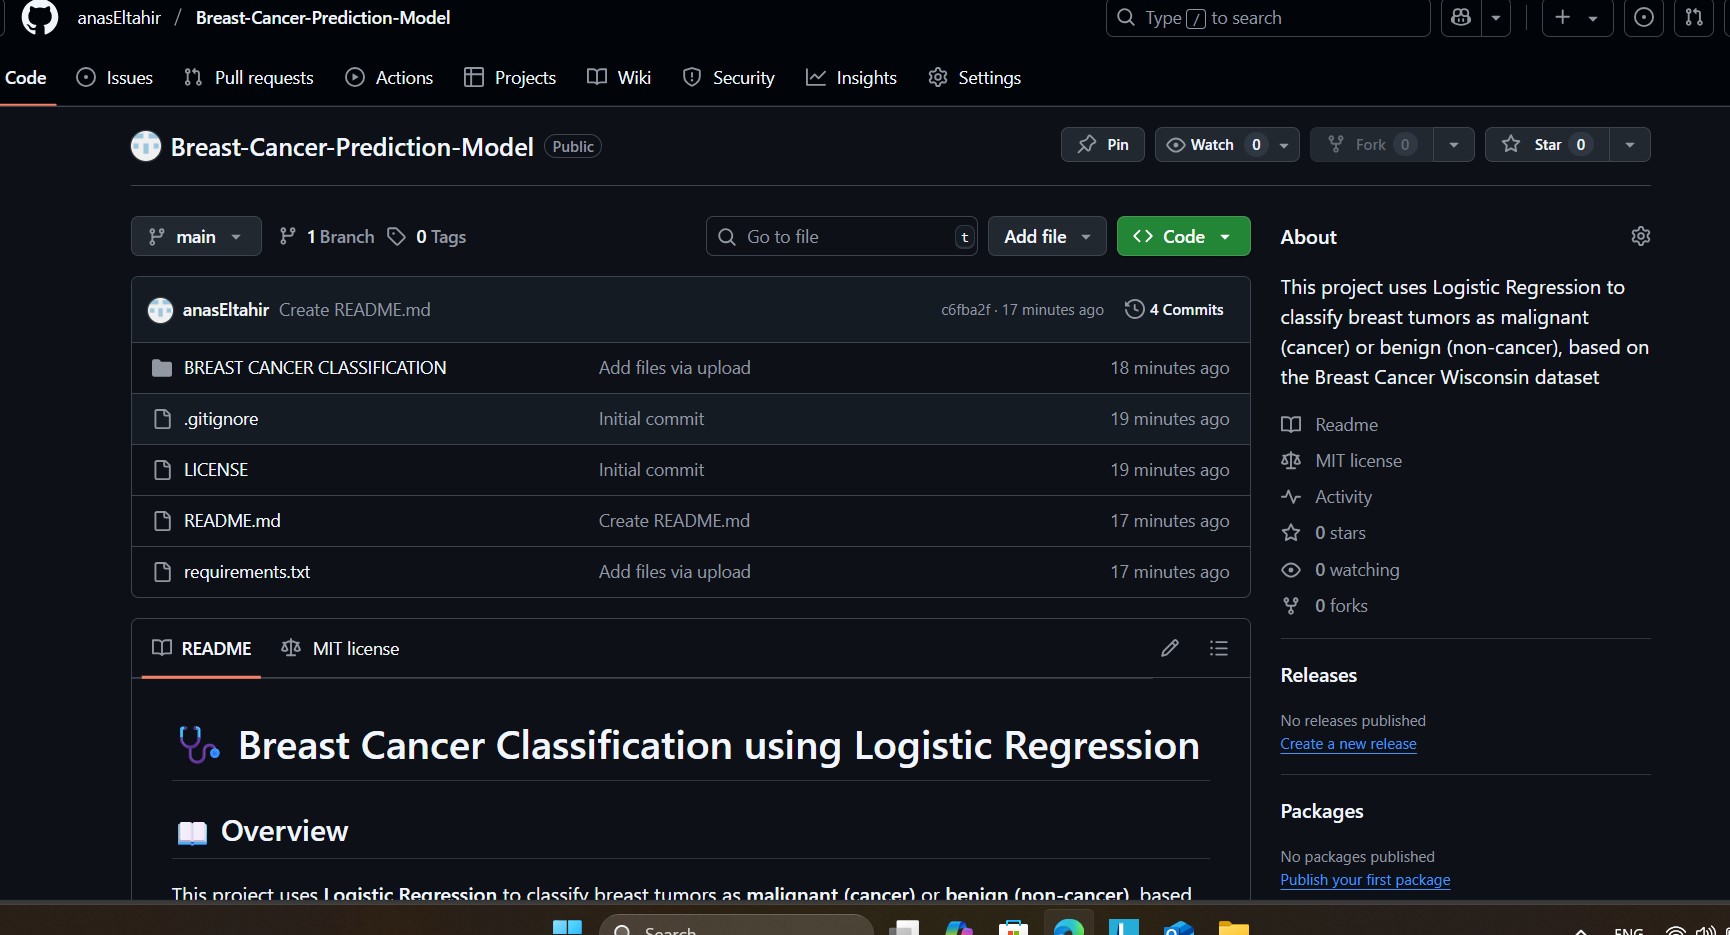 anasEltahir / Breast-Cancer-Prediction-Model
Type / to search
Code Issues Pull requests Actions Projects Wiki Security Insights Settings
Breast-Cancer-Prediction-Model Public
Pin Watch 0 Fork 0 Star 0
main 1 Branch 0 Tags
Go to file t Add file Code
anasEltahir Create README.md c6fba2f · 17 minutes ago 4 Commits
BREAST CANCER CLASSIFICATION Add files via upload 18 minutes ago
.gitignore Initial commit 19 minutes ago
LICENSE Initial commit 19 minutes ago
README.md Create README.md 17 minutes ago
requirements.txt Add files via upload 17 minutes ago
README MIT license
Breast Cancer Classification using Logistic Regression
Overview
This project uses Logistic Regression to classify breast tumors as malignant (cancer) or benign (non-cancer), based
About
This project uses Logistic Regression to
classify breast tumors as malignant
(cancer) or benign (non-cancer), based on
the Breast Cancer Wisconsin dataset
Readme
MIT license
Activity
0 stars
0 watching
0 forks
Releases
No releases published
Create a new release
Packages
No packages published
Publish your first package
Search
ENG